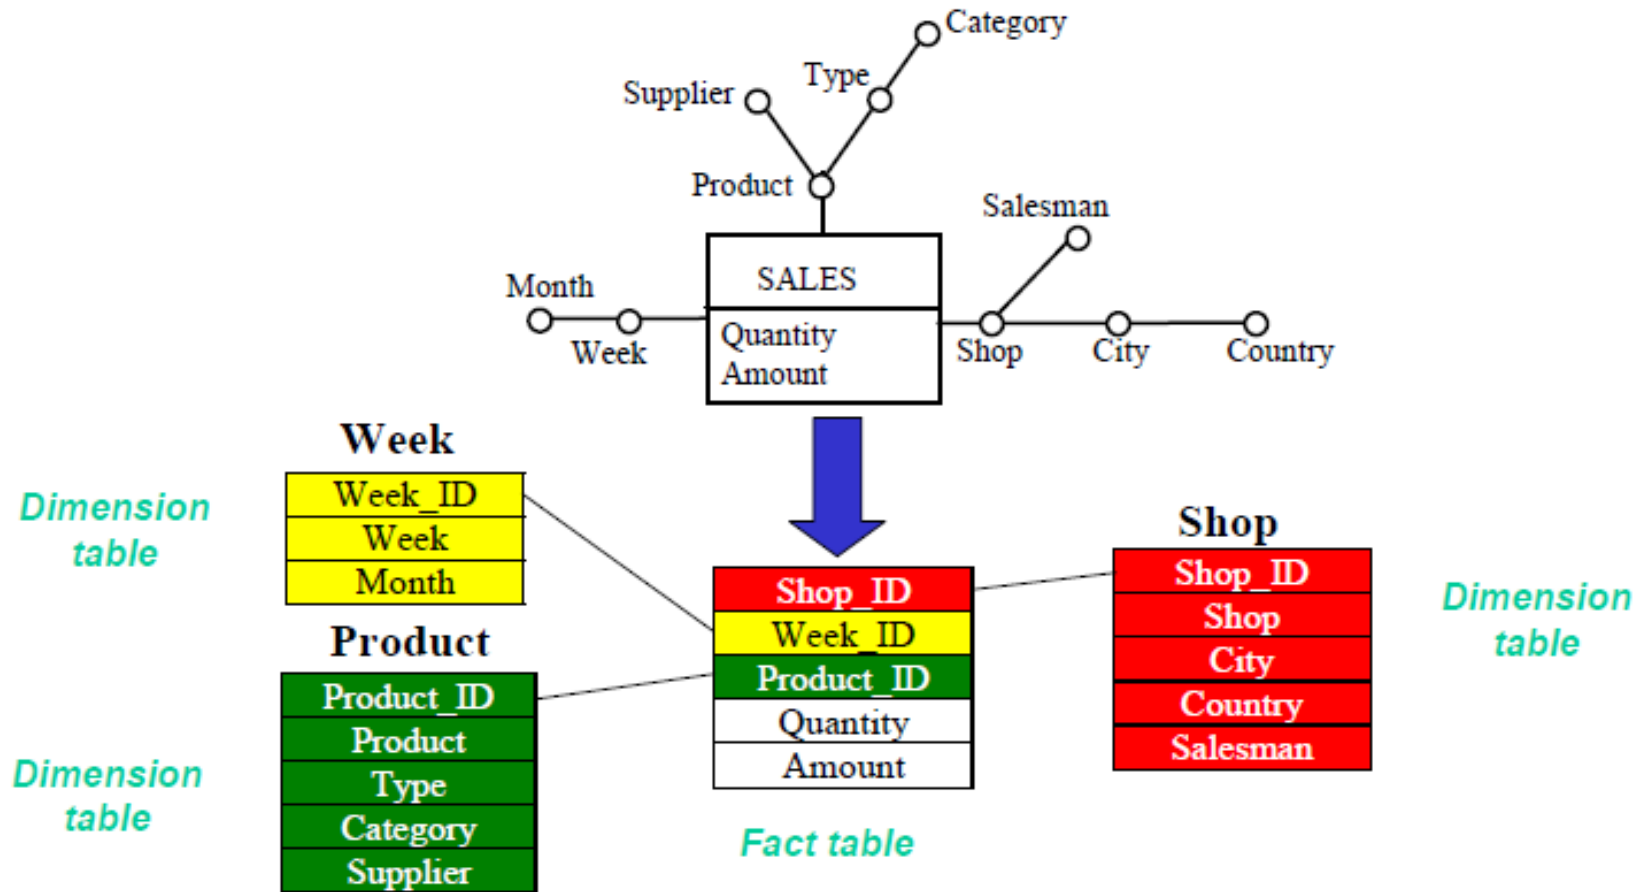 Category
Type
Supplier
Product
Salesman
SALES
Month
Quantity
Week
Shop
City
Country
Amount
Week
Week_ID
Week
Month
Dimension
table
Shop
Shop_ID
Shop
City
Country
Salesman
Dimension
table
Shop_ID
Week_ID
Product_ID
Quantity
Amount
Fact table
Product
Product_ID
Product
Type
Category
Supplier
Dimension
table